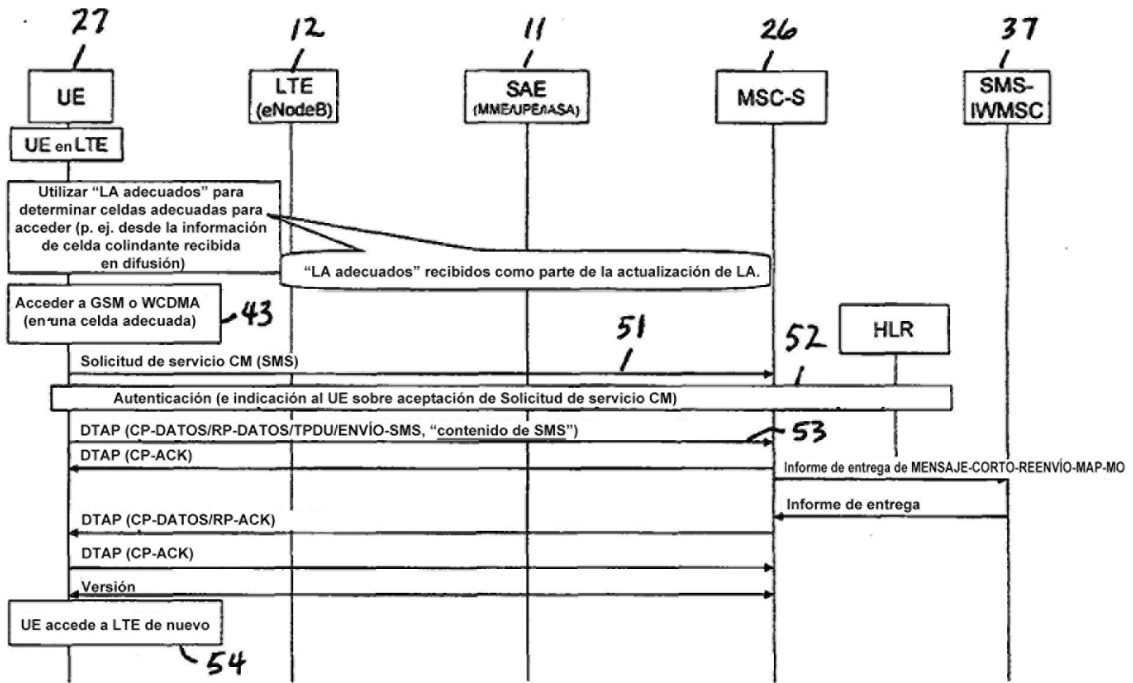 27
12
11
26
37
UE
LTE
(eNodeB)
SAE
(MME/UPE/IASA)
MSC-S
SMS-
IWMSC
UE en LTE
Utilizar “LA adecuados” para
determinar celdas adecuadas para
acceder (p. ej. desde la información
de celda colindante recibida
en difusión)
“LA adecuados” recibidos como parte de la actualización de LA.
Acceder a GSM o WCDMA
(en una celda adecuada)
43
HLR
51
52
Solicitud de servicio CM (SMS)
Autenticación (e indicación al UE sobre aceptación de Solicitud de servicio CM)
DTAP (CP-DATOS/RP-DATOS/TPDU/ENVÍO-SMS, “contenido de SMS”)
53
DTAP (CP-ACK)
Informe de entrega de MENSAJE-CORTO-REENVÍO-MAP-MO
Informe de entrega
DTAP (CP-DATOS/RP-ACK)
DTAP (CP-ACK)
Versión
UE accede a LTE de nuevo
54